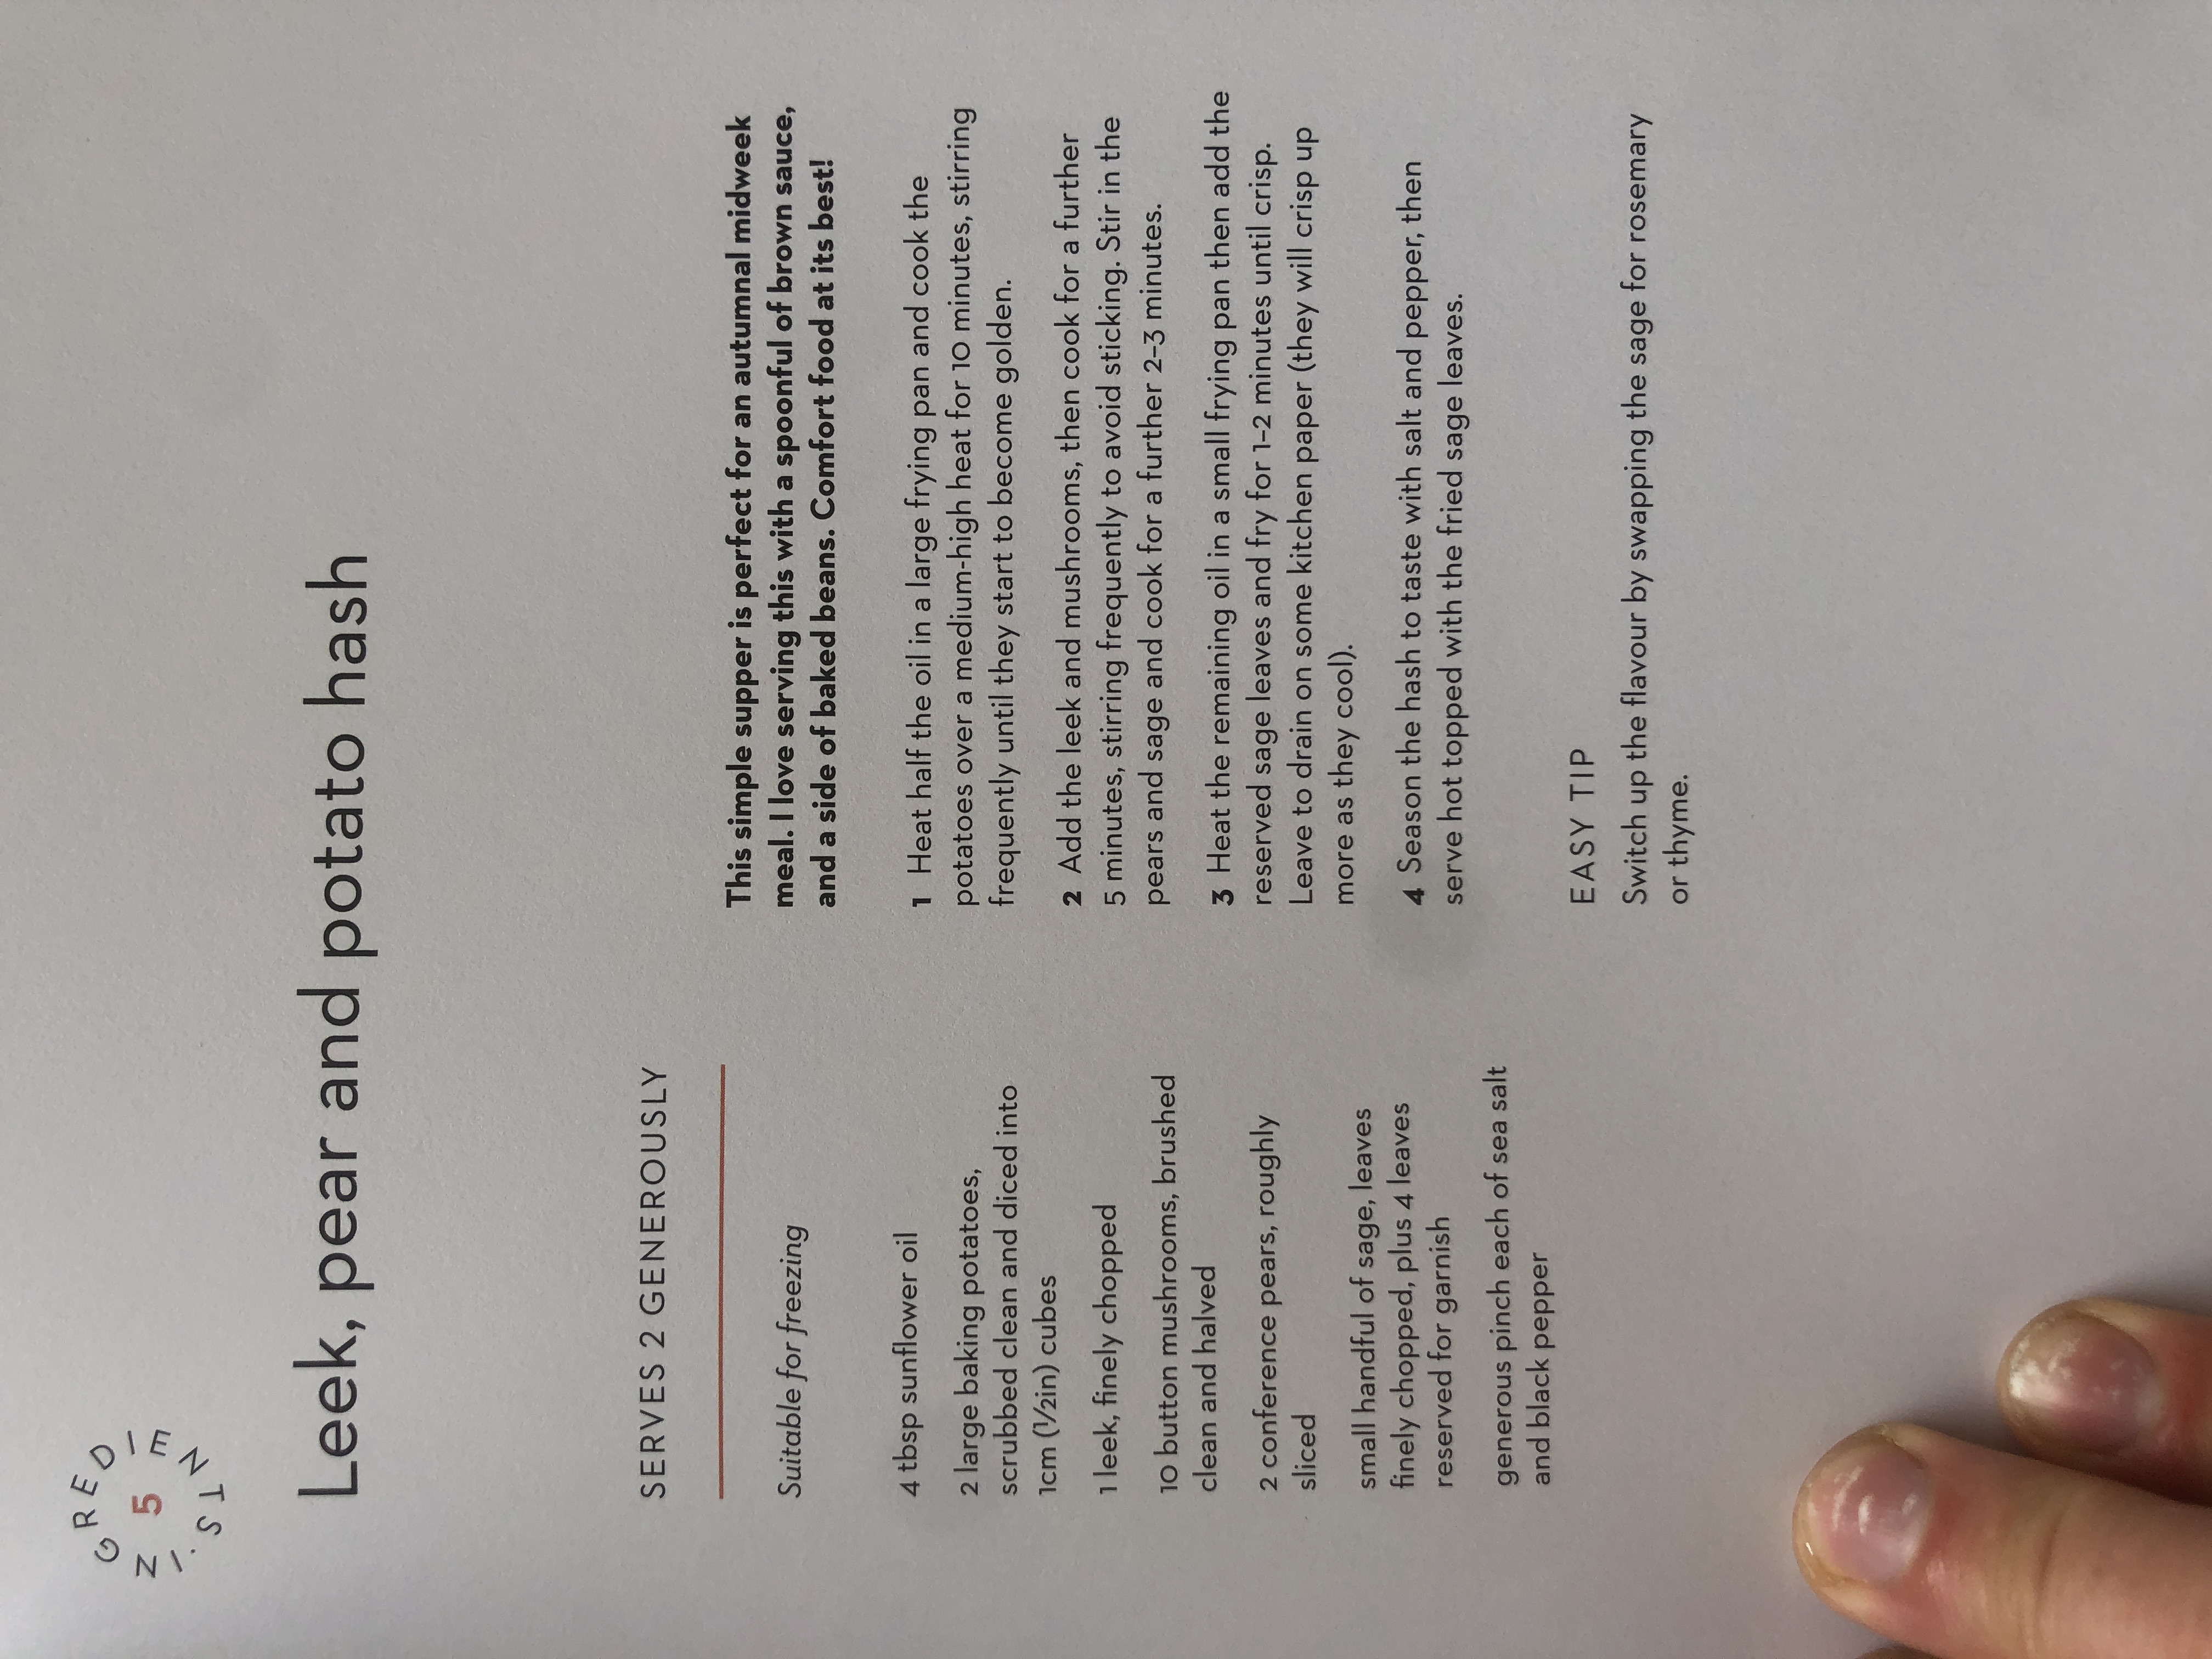 INGREDIENTS·
5
Leek, pear and potato hash
SERVES 2 GENEROUSLY
Suitable for freezing
4 tbsp sunflower oil
2 large baking potatoes,
scrubbed clean and diced into
1cm (½in) cubes
1 leek, finely chopped
10 button mushrooms, brushed
clean and halved
2 conference pears, roughly
sliced
small handful of sage, leaves
finely chopped, plus 4 leaves
reserved for garnish
generous pinch each of sea salt
and black pepper
This simple supper is perfect for an autumnal midweek
meal. I love serving this with a spoonful of brown sauce,
and a side of baked beans. Comfort food at its best!
1 Heat half the oil in a large frying pan and cook the
potatoes over a medium-high heat for 10 minutes, stirring
frequently until they start to become golden.
2 Add the leek and mushrooms, then cook for a further
5 minutes, stirring frequently to avoid sticking. Stir in the
pears and sage and cook for a further 2–3 minutes.
3 Heat the remaining oil in a small frying pan then add the
reserved sage leaves and fry for 1–2 minutes until crisp.
Leave to drain on some kitchen paper (they will crisp up
more as they cool).
4 Season the hash to taste with salt and pepper, then
serve hot topped with the fried sage leaves.
EASY TIP
Switch up the flavour by swapping the sage for rosemary
or thyme.